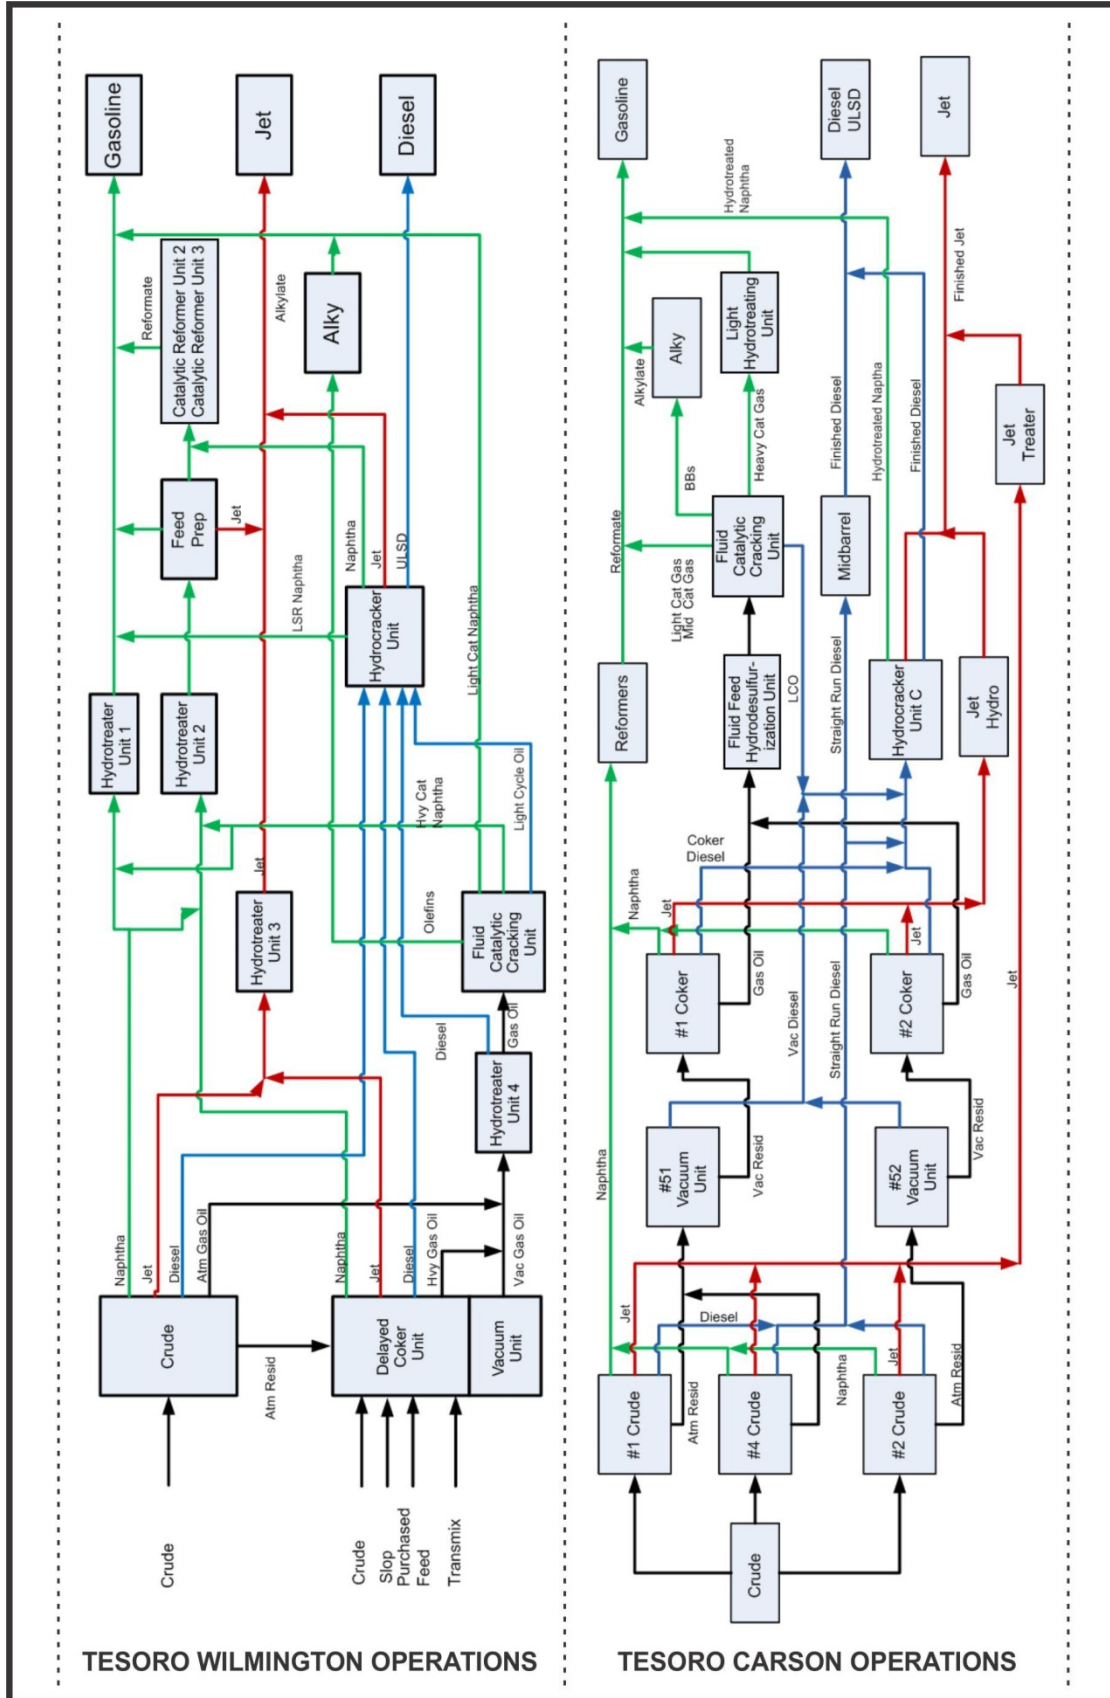 TESORO WILMINGTON OPERATIONS
Crude
Crude
Slop
Purchased
Feed
Transmix
Crude
Atm Resid
Delayed
Coker
Unit
Vacuum
Unit
Naphtha
Jet
Diesel
Atm Gas Oil
Naphtha
Jet
Diesel
Hvy Gas Oil
Vac Gas Oil
Hydrotreater
Unit 4
Diesel
Gas Oil
Hydrotreater
Unit 3
Jet
Fluid
Catalytic
Cracking
Unit
Olefins
Hvy Cat
Naphtha
Light Cycle Oil
Light Cat Naphtha
Hydrotreater
Unit 1
Hydrotreater
Unit 2
Hydrocracker
Unit
LSR Naphtha
Naphtha
Jet
ULSD
Feed
Prep
Jet
Catalytic Reformer Unit 2
Catalytic Reformer Unit 3
Reformate
Alky
Alkylate
Gasoline
Jet
Diesel
TESORO CARSON OPERATIONS
Crude
#1 Crude
#4 Crude
#2 Crude
Jet
Atm Resid
Diesel
Naphtha
Jet
Atm Resid
Naphtha
#51
Vacuum
Unit
#52
Vacuum
Unit
Vac Resid
Vac Resid
Vac Diesel
Straight Run Diesel
Jet
#1 Coker
#2 Coker
Naphtha
Jet
Coker
Diesel
Gas Oil
Jet
Gas Oil
Reformers
Fluid Feed
Hydrodesulfur-
ization Unit
LCO
Straight Run Diesel
Hydrocracker
Unit C
Jet
Hydro
Reformate
Light Cat Gas
Mid Cat Gas
Fluid
Catalytic
Cracking
Unit
BBs
Heavy Cat Gas
Midbarrel
Finished Diesel
Hydrotreated Naptha
Finished Diesel
Jet
Treater
Alky
Alkylate
Light
Hydrotreating
Unit
Hydrotreated
Naphtha
Finished Jet
Gasoline
Diesel
ULSD
Jet